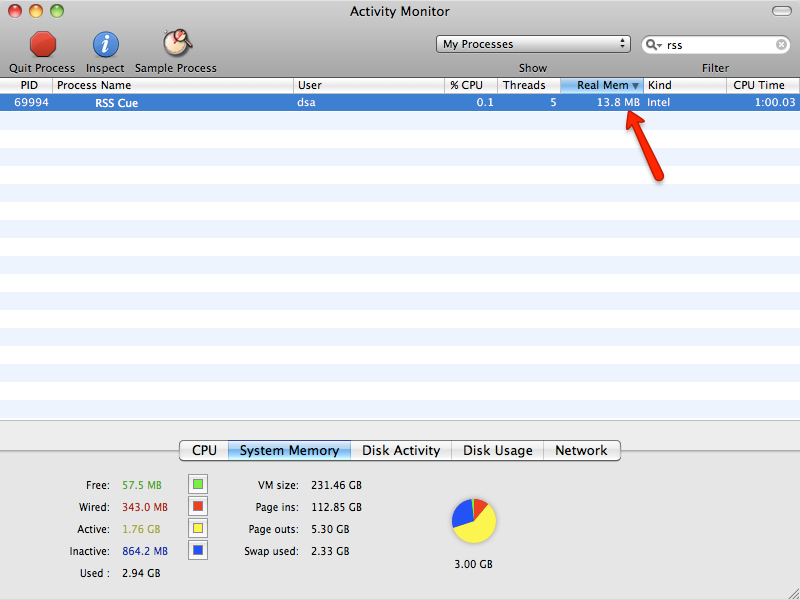 Activity Monitor
Quit Process Inspect Sample Process My Processes Show rss Filter
PID Process Name User % CPU Threads Real Mem Kind CPU Time
69994 RSS Cue dsa 0.1 5 13.8 MB Intel 1:00.03
CPU System Memory Disk Activity Disk Usage Network
Free: 57.5 MB VM size: 231.46 GB
Wired: 343.0 MB Page ins: 112.85 GB
Active: 1.76 GB Page outs: 5.30 GB
Inactive: 864.2 MB Swap used: 2.33 GB
Used : 2.94 GB
3.00 GB